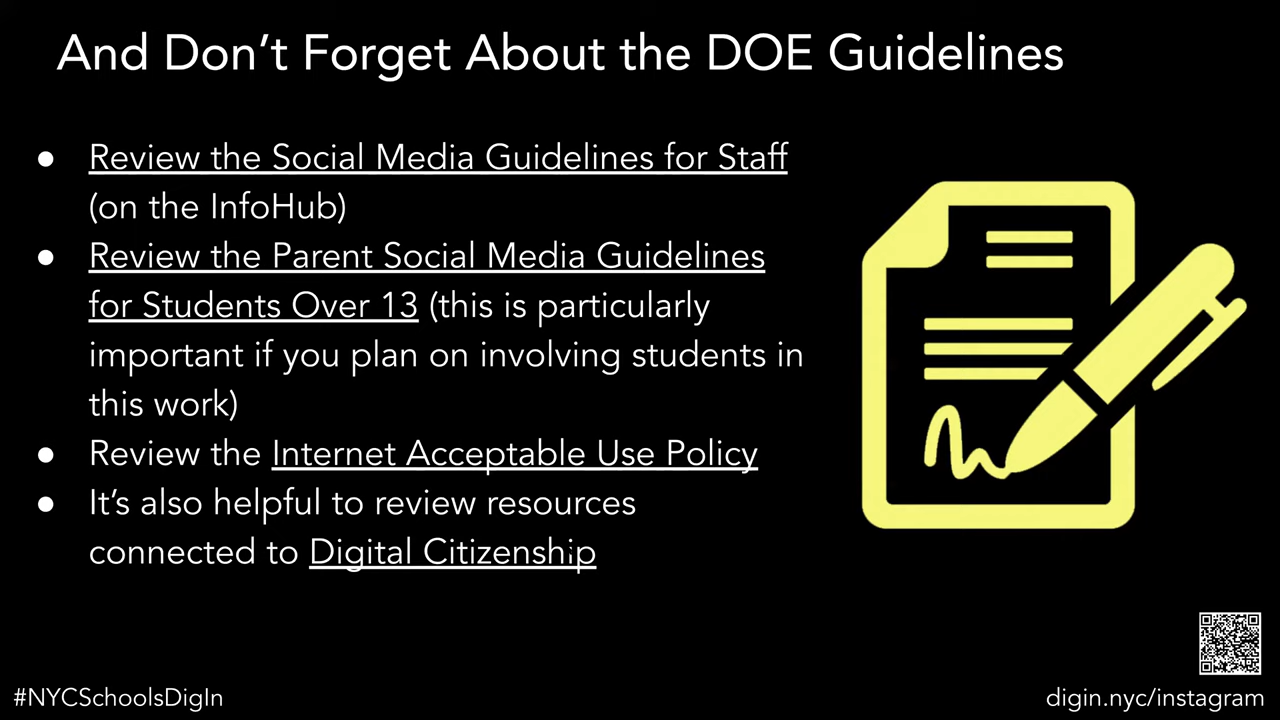 And Don’t Forget About the DOE Guidelines
● Review the Social Media Guidelines for Staff
(on the InfoHub)
● Review the Parent Social Media Guidelines
for Students Over 13 (this is particularly
important if you plan on involving students in
this work)
● Review the Internet Acceptable Use Policy
● It’s also helpful to review resources
connected to Digital Citizenship
#NYCSchoolsDigIn
digin.nyc/instagram